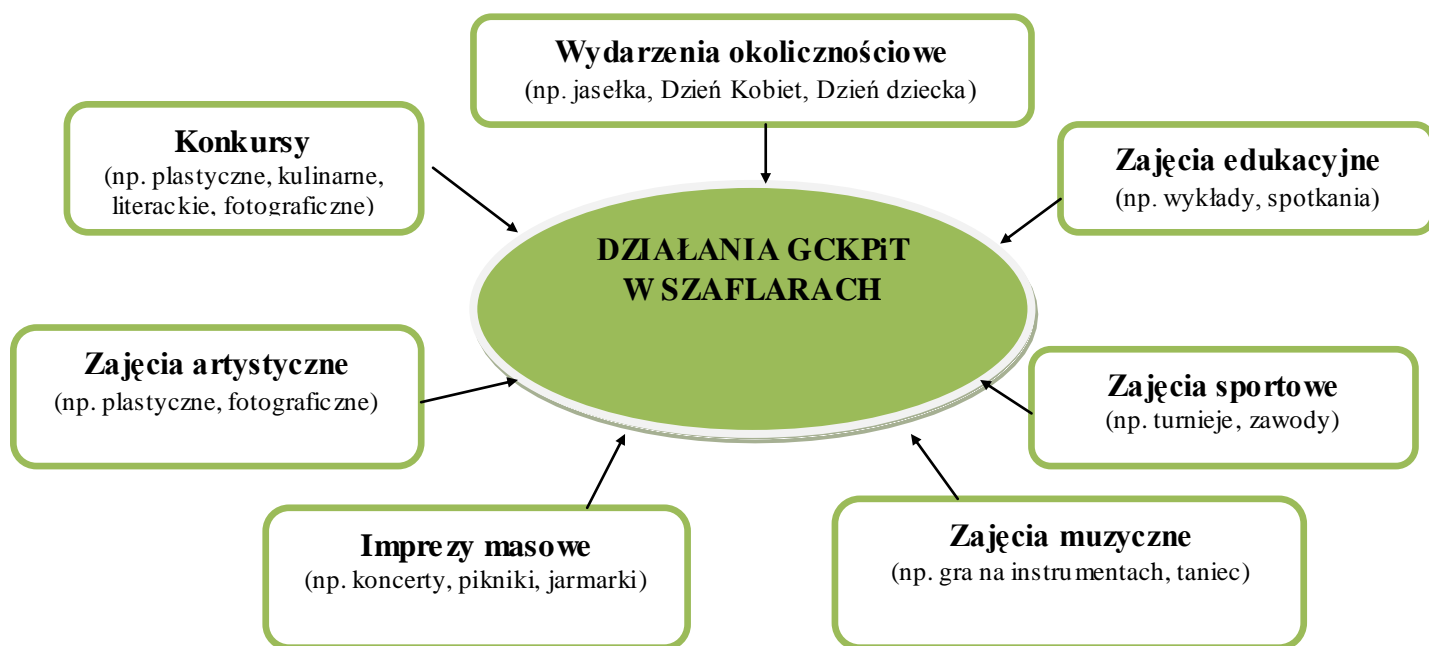 Wydarzenia okolicznościowe
(np. jasełka, Dzień Kobiet, Dzień dziecka)
Konkursy
(np. plastyczne, kulinarne,
literackie, fotograficzne)
Zajęcia edukacyjne
(np. wykłady, spotkania)
DZIAŁANIA GCKPiT
W SZAFLARACH
Zajęcia artystyczne
(np. plastyczne, fotograficzne)
Zajęcia sportowe
(np. turnieje, zawody)
Imprezy masowe
(np. koncerty, pikniki, jarmarki)
Zajęcia muzyczne
(np. gra na instrumentach, taniec)